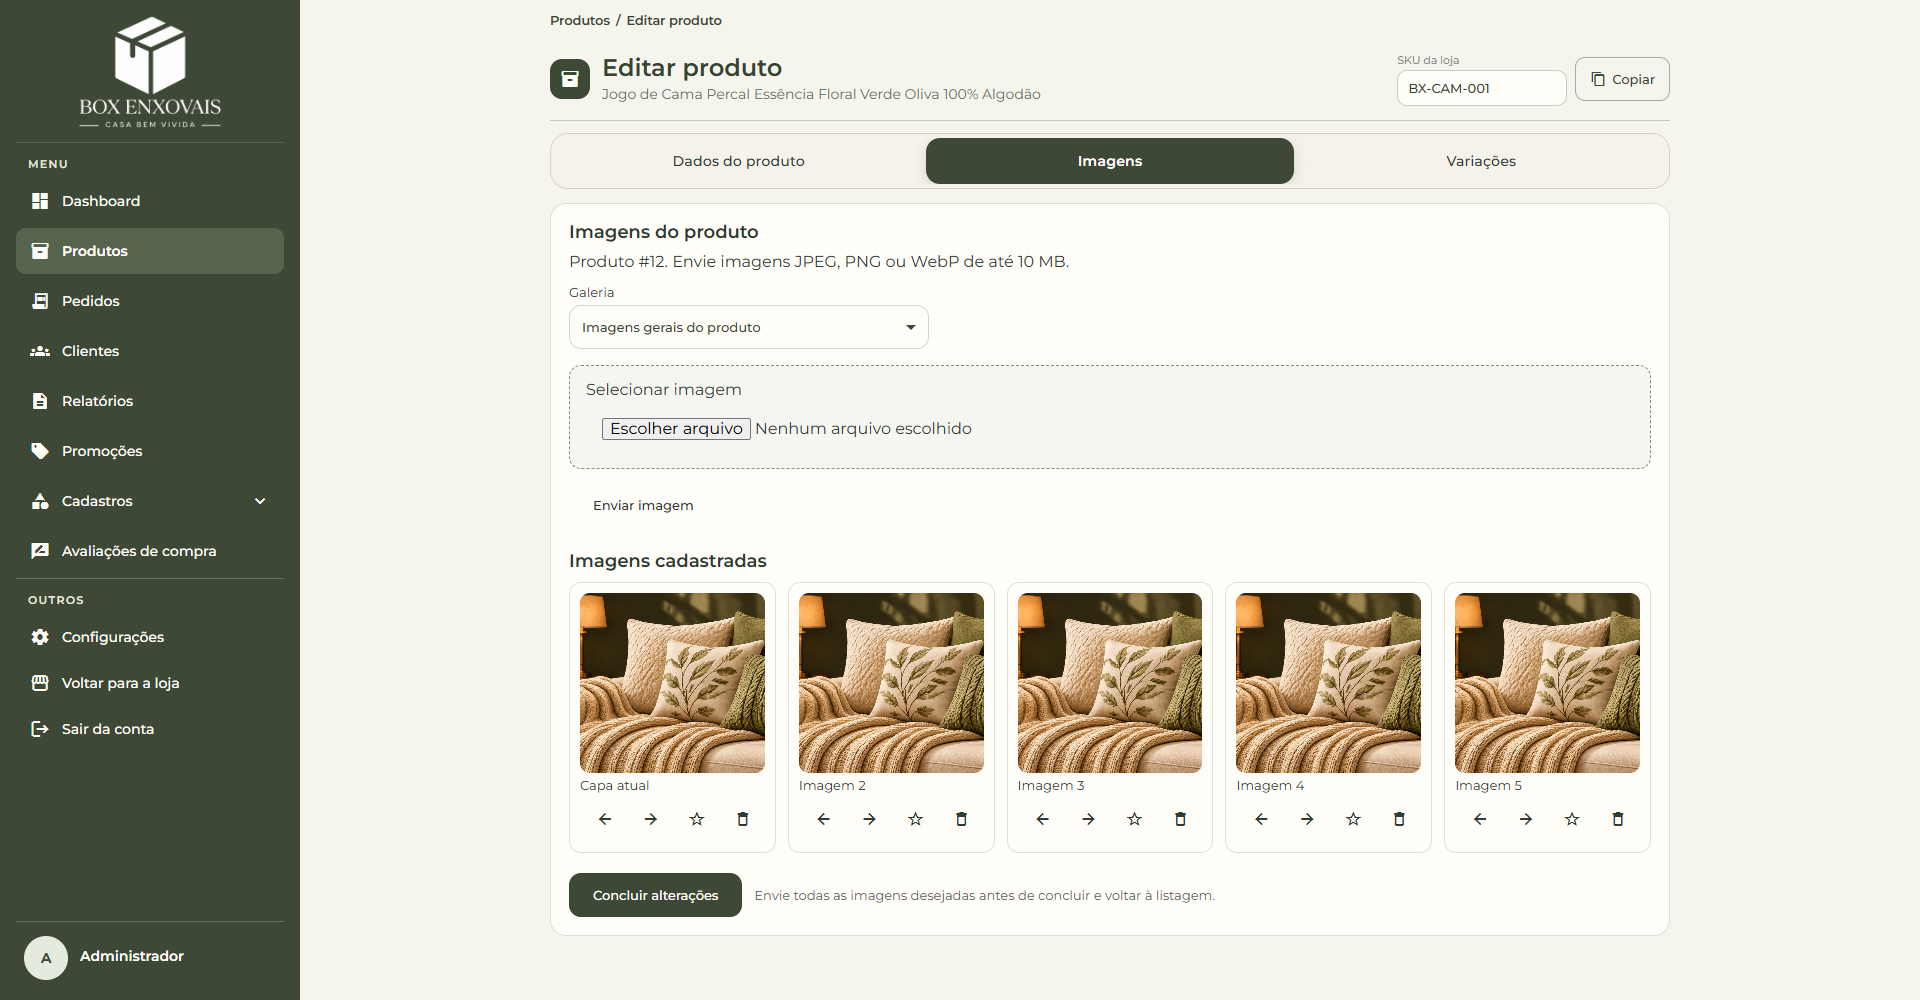 BOX ENXOVAIS
CASA BEM VIVIDA
MENU
Dashboard
Produtos
Pedidos
Clientes
Relatórios
Promoções
Cadastros
Avaliações de compra
OUTROS
Configurações
Voltar para a loja
Sair da conta
A
Administrador
Produtos / Editar produto
Editar produto
Jogo de Cama Percal Essência Floral Verde Oliva 100% Algodão
SKU da loja
BX-CAM-001
Copiar
Dados do produto
Imagens
Variações
Imagens do produto
Produto #12. Envie imagens JPEG, PNG ou WebP de até 10 MB.
Galeria
Imagens gerais do produto
Selecionar imagem
Escolher arquivo Nenhum arquivo escolhido
Enviar imagem
Imagens cadastradas
Capa atual
Imagem 2
Imagem 3
Imagem 4
Imagem 5
Concluir alterações
Envie todas as imagens desejadas antes de concluir e voltar à listagem.